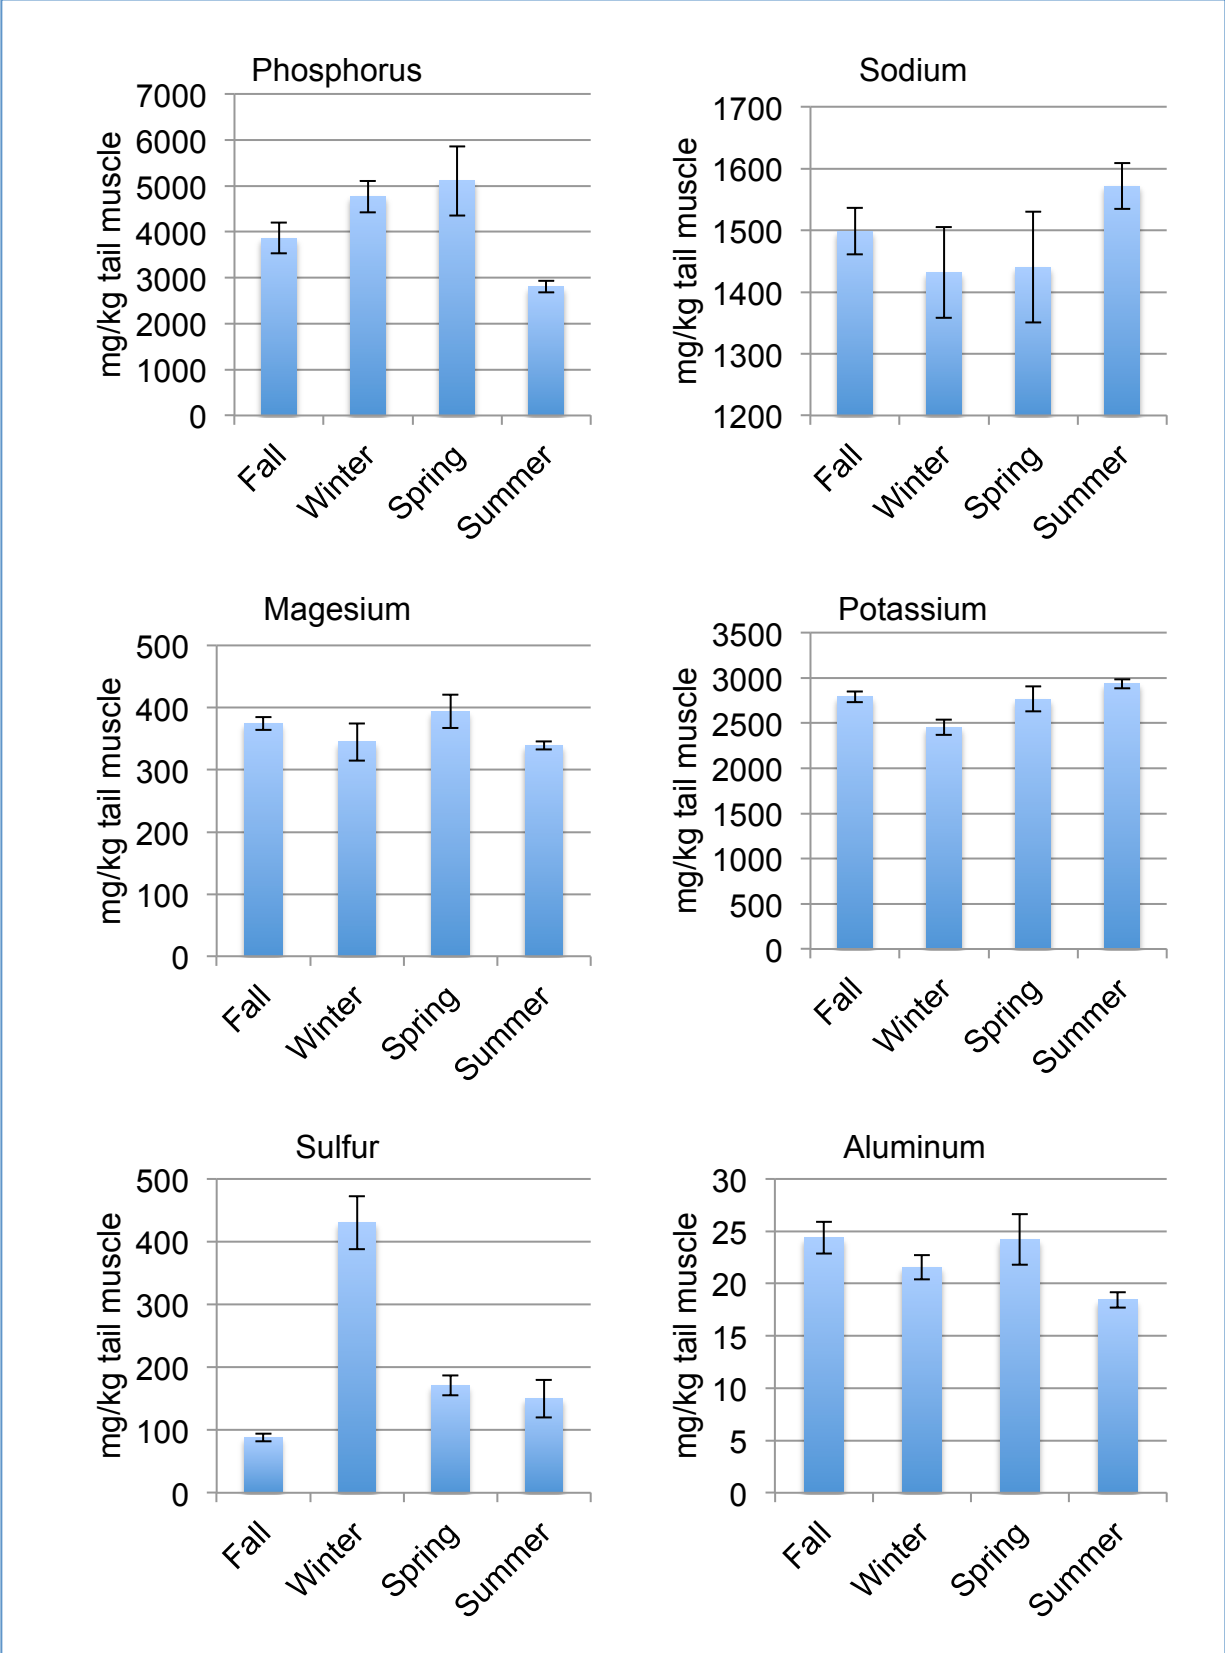 Phosphorus
mg/kg tail muscle
7000
6000
5000
4000
3000
2000
1000
0
Fall
Winter
Spring
Summer
Sodium
mg/kg tail muscle
1700
1600
1500
1400
1300
1200
Fall
Winter
Spring
Summer
Magesium
mg/kg tail muscle
500
400
300
200
100
0
Fall
Winter
Spring
Summer
Potassium
mg/kg tail muscle
3500
3000
2500
2000
1500
1000
500
0
Fall
Winter
Spring
Summer
Sulfur
mg/kg tail muscle
500
400
300
200
100
0
Fall
Winter
Spring
Summer
Aluminum
mg/kg tail muscle
30
25
20
15
10
5
0
Fall
Winter
Spring
Summer